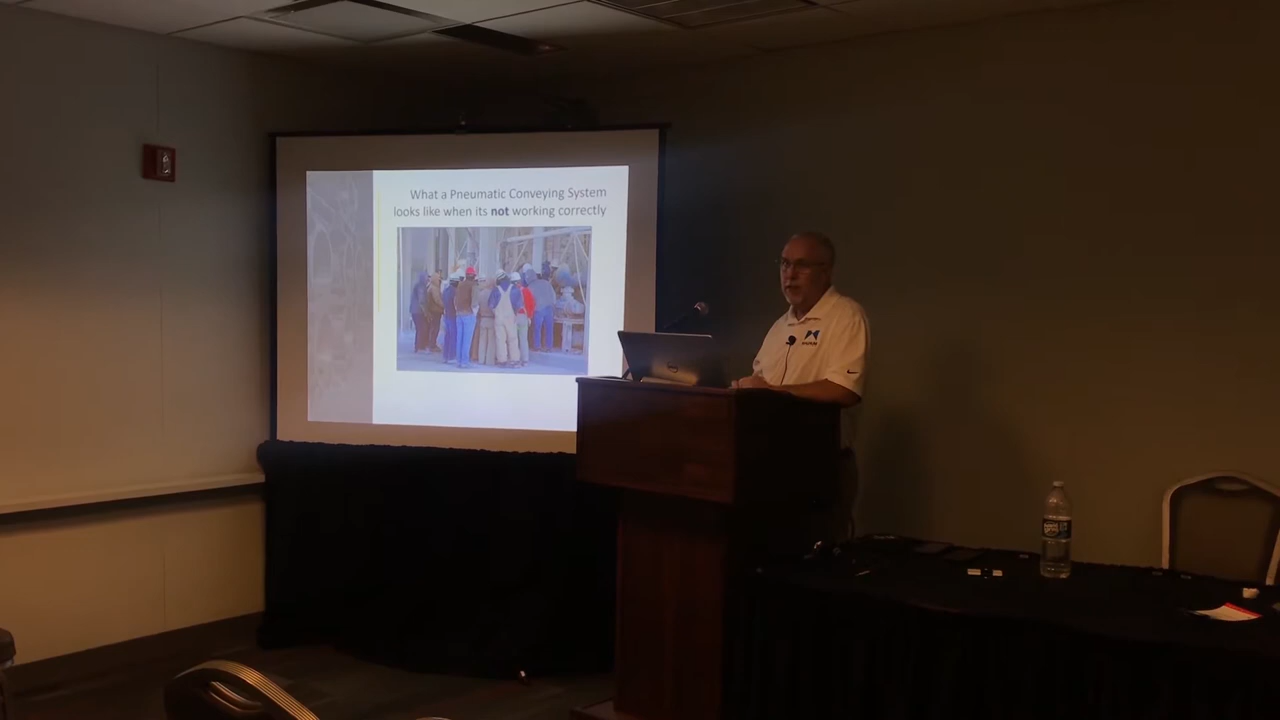 What a Pneumatic Conveying System
looks like when its not working correctly